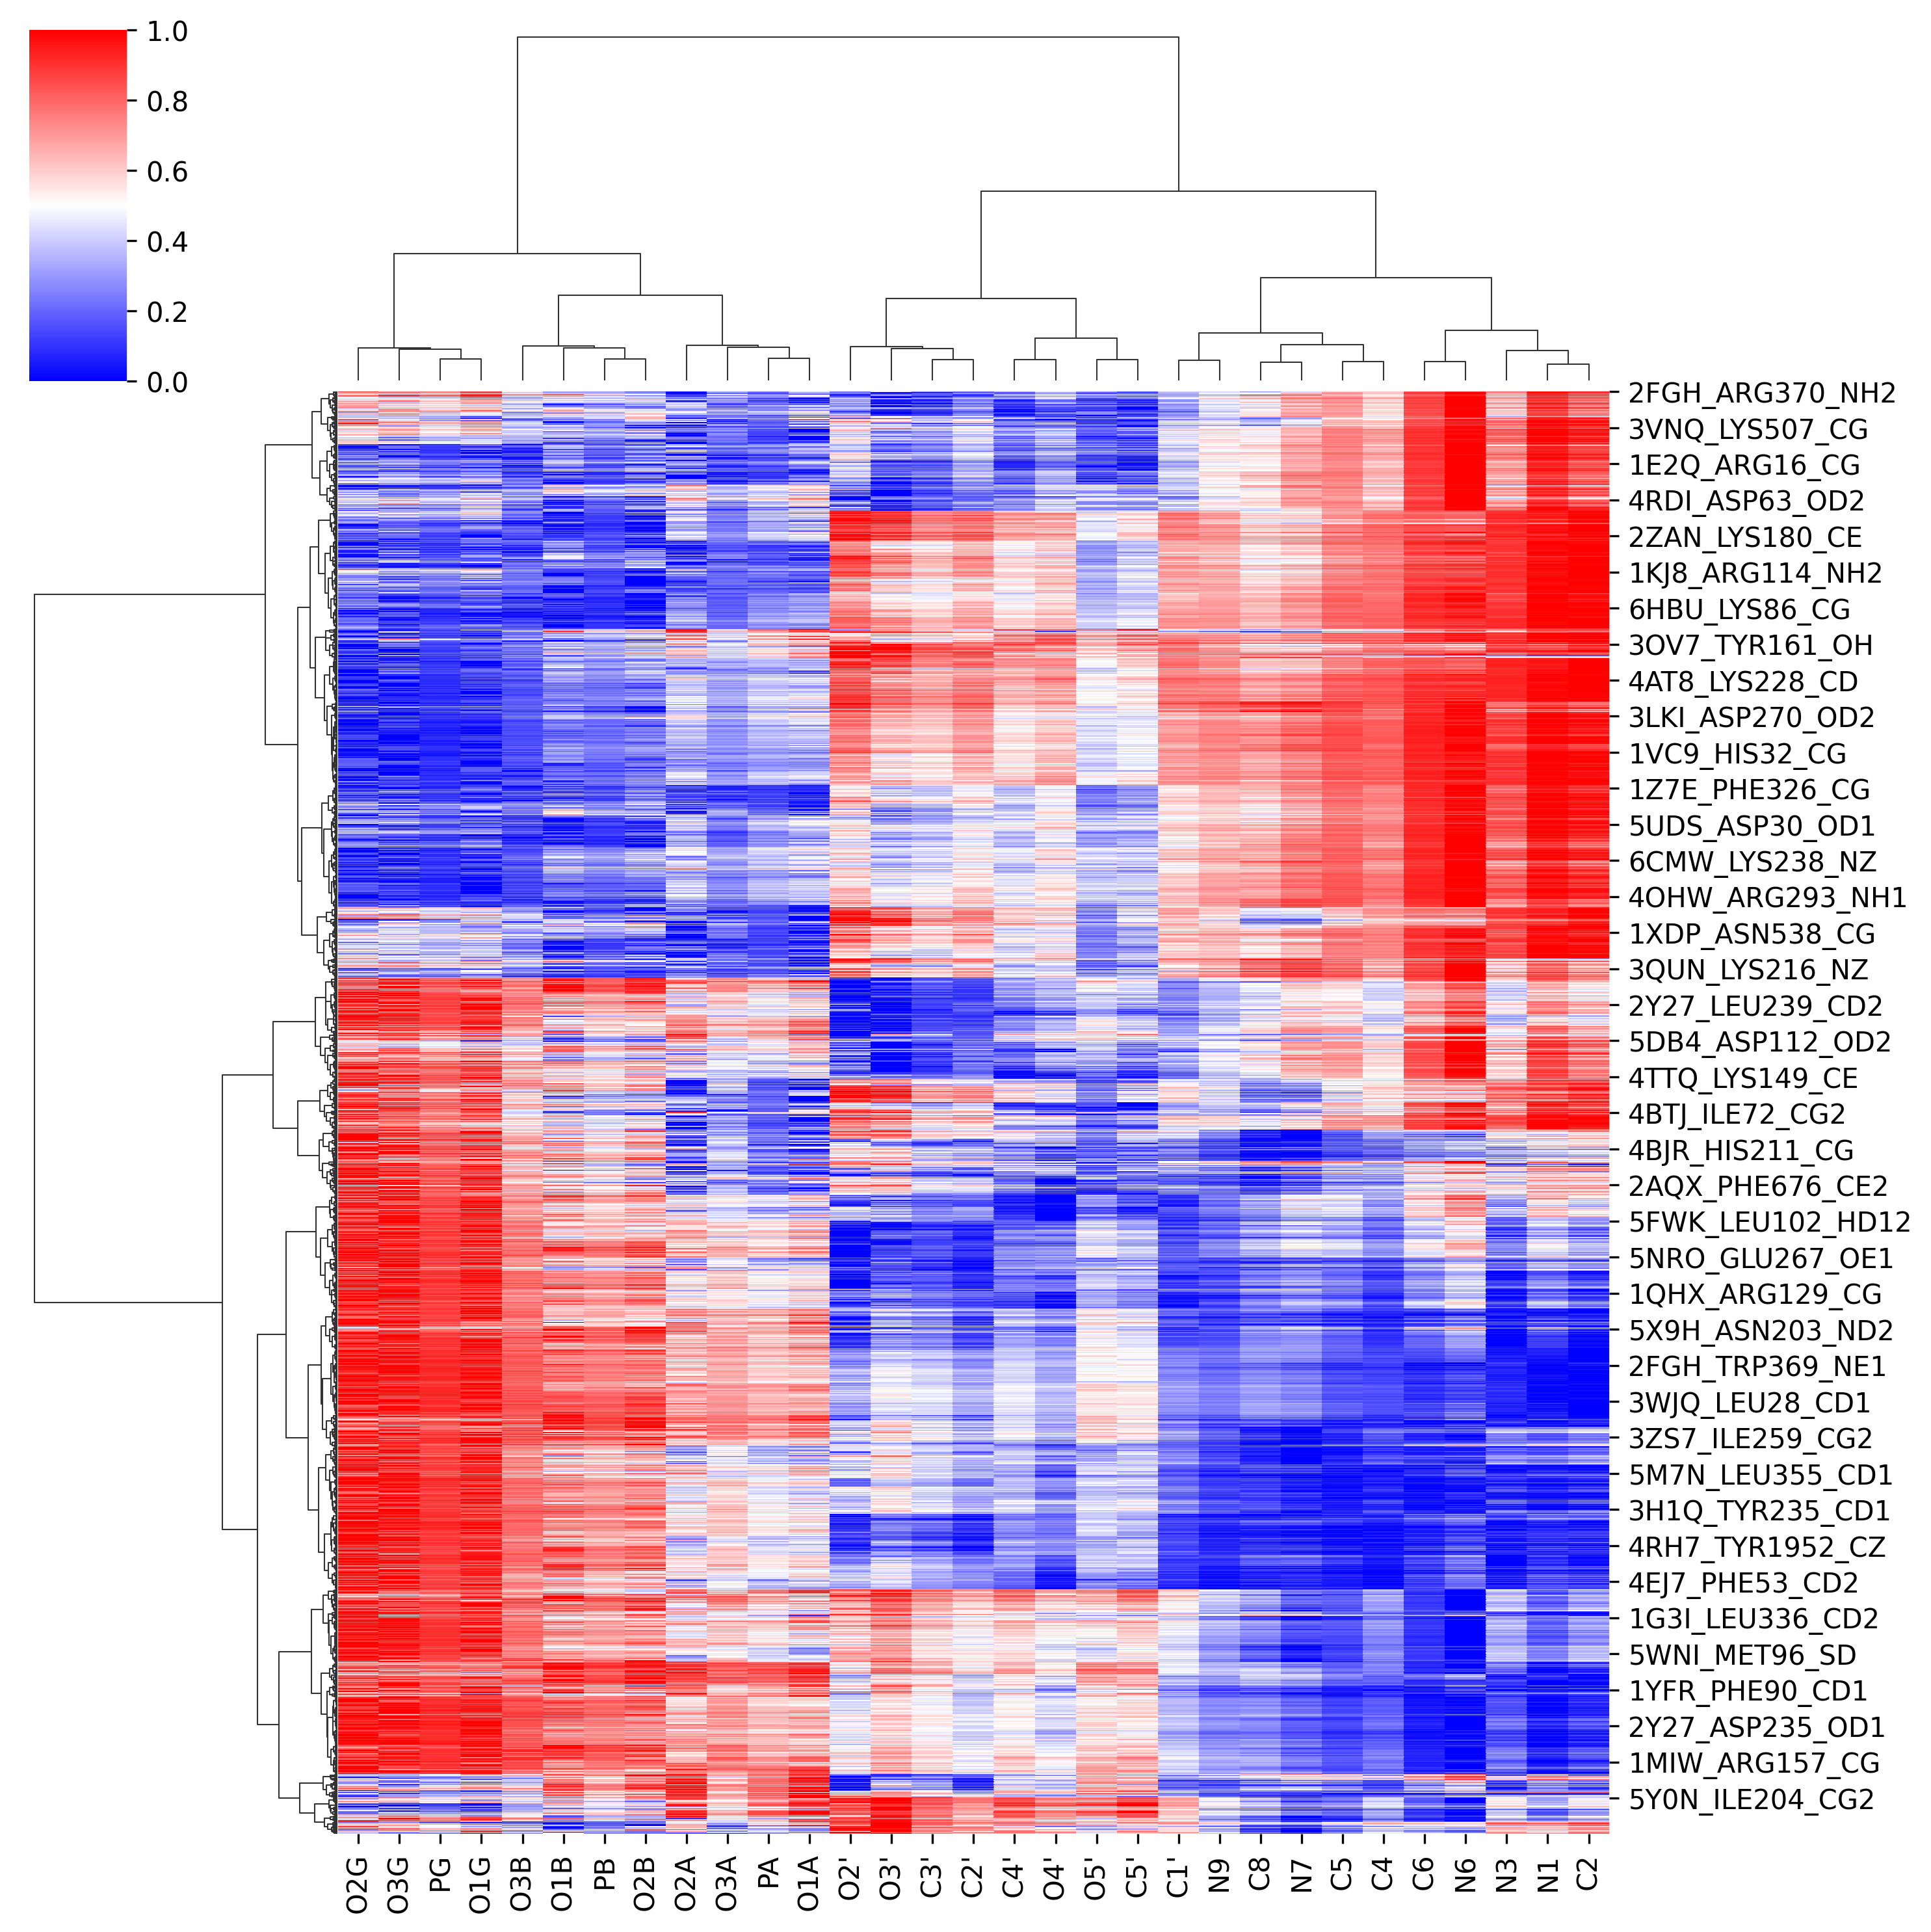 1.0
0.8
0.6
0.4
0.2
0.0
2FGH_ARG370_NH2
3VNQ_LYS507_CG
1E2Q_ARG16_CG
4RDI_ASP63_OD2
2ZAN_LYS180_CE
1KJ8_ARG114_NH2
6HBU_LYS86_CG
3OV7_TYR161_OH
4AT8_LYS228_CD
3LKI_ASP270_OD2
1VC9_HIS32_CG
1Z7E_PHE326_CG
5UDS_ASP30_OD1
6CMW_LYS238_NZ
4OHW_ARG293_NH1
1XDP_ASN538_CG
3QUN_LYS216_NZ
2Y27_LEU239_CD2
5DB4_ASP112_OD2
4TTQ_LYS149_CE
4BTJ_ILE72_CG2
4BJR_HIS211_CG
2AQX_PHE676_CE2
5FWK_LEU102_HD12
5NRO_GLU267_OE1
1QHX_ARG129_CG
5X9H_ASN203_ND2
2FGH_TRP369_NE1
3WJQ_LEU28_CD1
3ZS7_ILE259_CG2
5M7N_LEU355_CD1
3H1Q_TYR235_CD1
4RH7_TYR1952_CZ
4EJ7_PHE53_CD2
1G3I_LEU336_CD2
5WNI_MET96_SD
1YFR_PHE90_CD1
2Y27_ASP235_OD1
1MIW_ARG157_CG
5Y0N_ILE204_CG2
O2G
O3G
PG
O1G
O3B
O1B
PB
O2B
O2A
O3A
PA
O1A
O2'
O3'
C3'
C2'
C4'
O4'
O5'
C5'
C1'
N9
C8
N7
C5
C4
C6
N6
N3
N1
C2